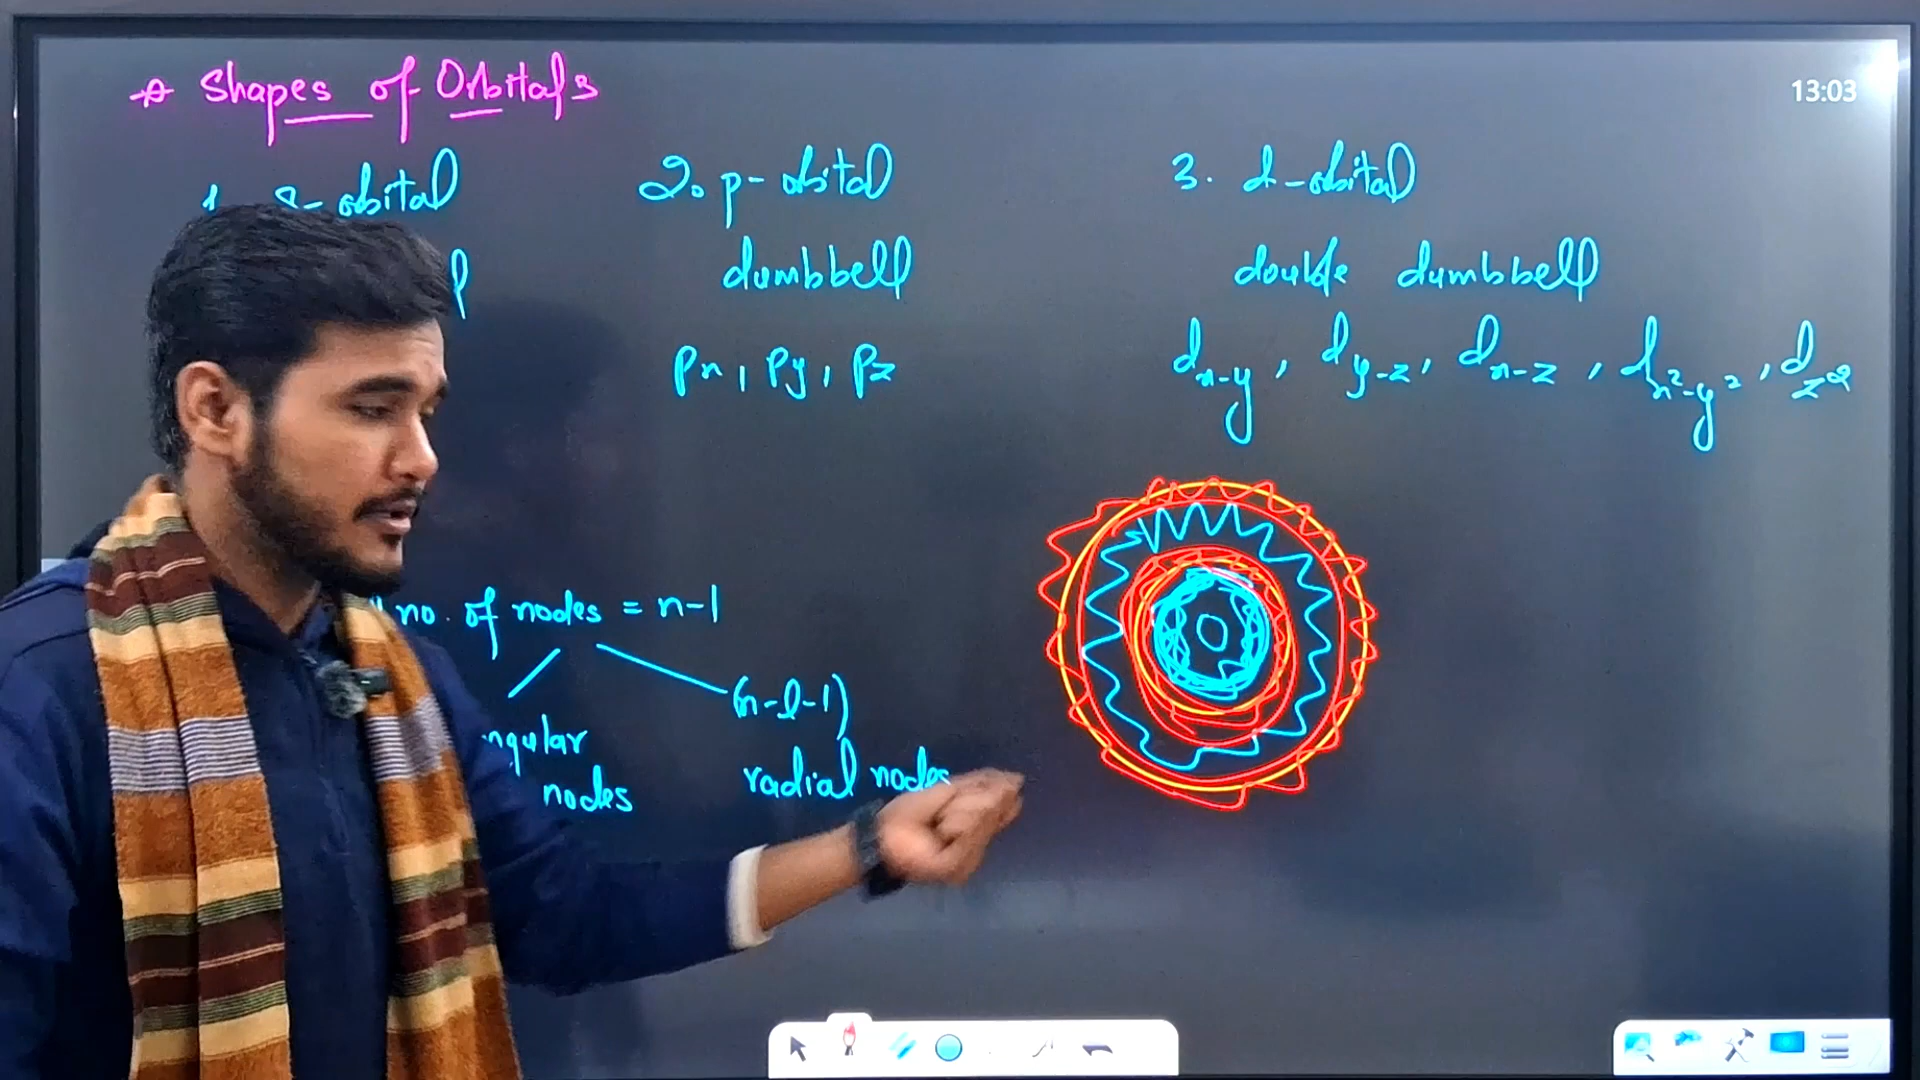 Shapes of Orbitals
13:03
1. s-orbital
2. p-orbital
dumbbell
px, py, pz
3. d-orbital
double dumbbell
dx-y, dy-z, dx-z, dx²-y², dz²
no. of nodes = n-1
(n-l-1)
ngular
nodes
radial nodes